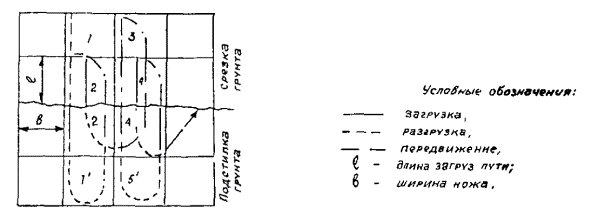 1
3
ℓ
2
4
2
4
в
1'
5'
Срезка
грунта
Подстилка
грунта
Условные обозначения:
загрузка,
разгрузка,
передвижение,
ℓ - длина загруз пути;
в - ширина ножа.